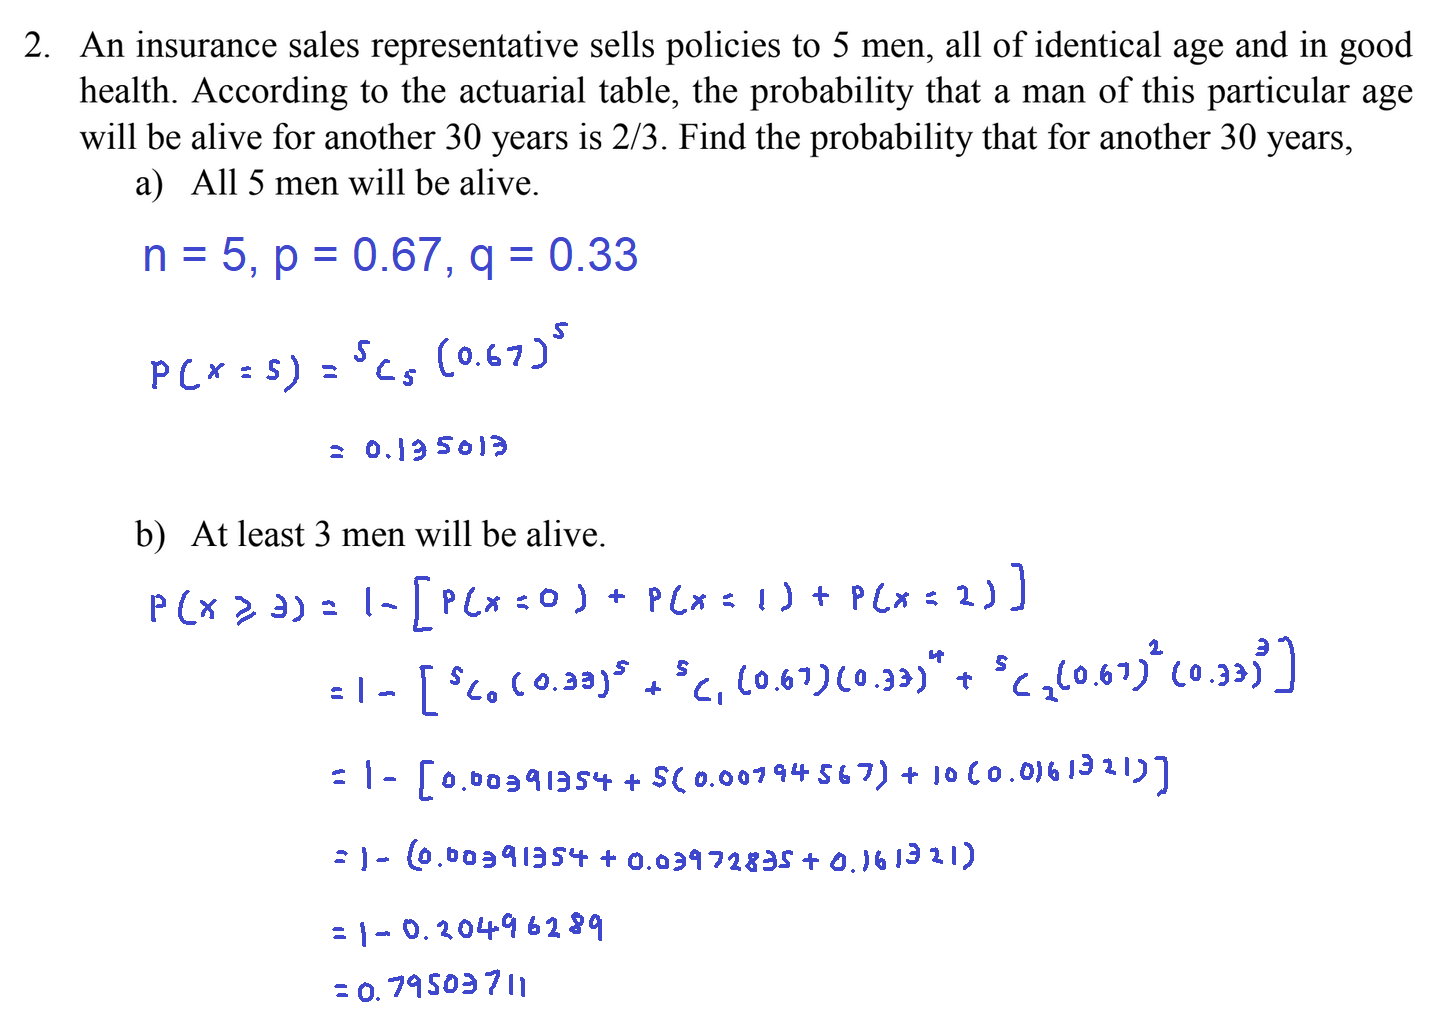 2. An insurance sales representative sells policies to 5 men, all of identical age and in good
health. According to the actuarial table, the probability that a man of this particular age
will be alive for another 30 years is 2/3. Find the probability that for another 30 years,
a) All 5 men will be alive.
n = 5, p = 0.67, q = 0.33
P(x = 5) = ⁵C₅ (0.67)⁵
= 0.135013
b) At least 3 men will be alive.
P(x ≥ 3) = 1 - [P(x = 0) + P(x = 1) + P(x = 2)]
= 1 - [⁵C₀ (0.33)⁵ + ⁵C₁ (0.67)(0.33)⁴ + ⁵C₂ (0.67)² (0.33)³]
= 1 - [0.00391354 + 5(0.00794567) + 10(0.0161321)]
= 1 - (0.00391354 + 0.03972835 + 0.161321)
= 1 - 0.20496289
= 0.79503711